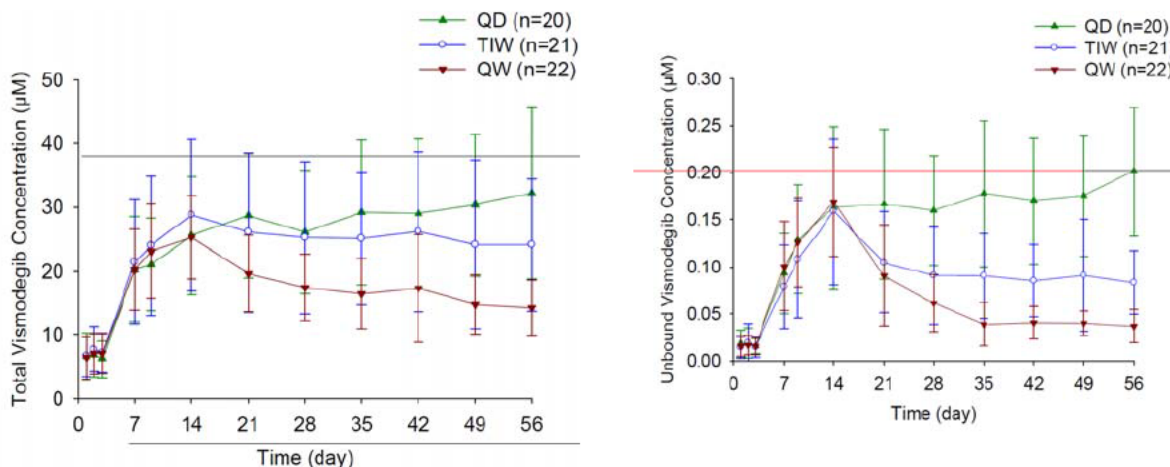 QD (n=20)
TIW (n=21)
QW (n=22)
Total Vismodegib Concentration (µM)
50
40
30
20
10
0
0 7 14 21 28 35 42 49 56
Time (day)
QD (n=20)
TIW (n=21)
QW (n=22)
Unbound Vismodegib Concentration (µM)
0.30
0.25
0.20
0.15
0.10
0.05
0.00
0 7 14 21 28 35 42 49 56
Time (day)